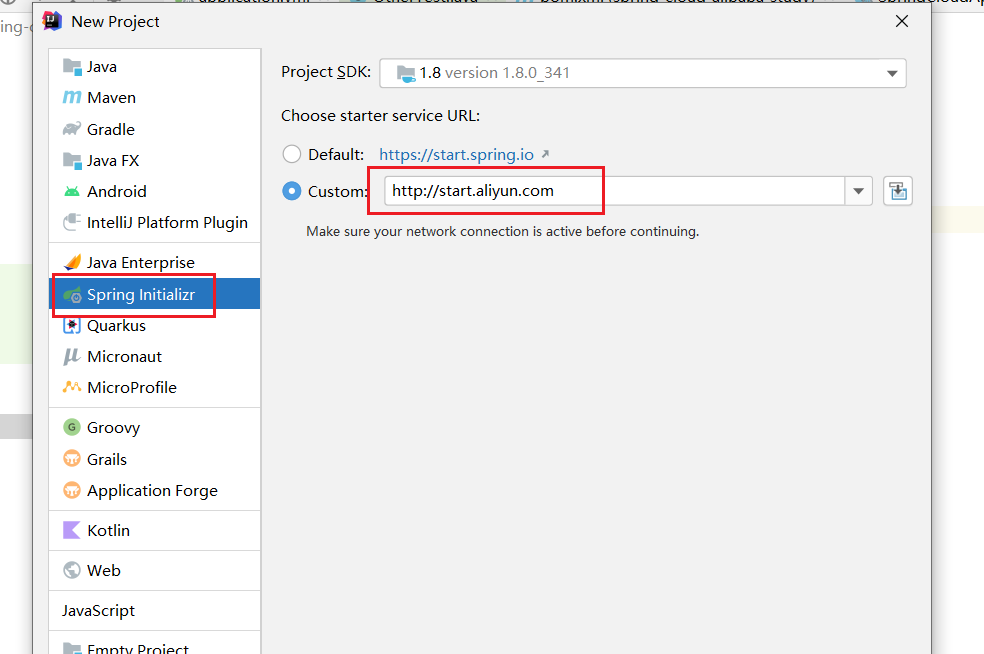 New Project
Java
Maven
Gradle
Java FX
Android
IntelliJ Platform Plugin
Java Enterprise
Spring Initializr
Quarkus
Micronaut
MicroProfile
Groovy
Grails
Application Forge
Kotlin
Web
JavaScript
Empty Project
Project SDK: 1.8 version 1.8.0_341
Choose starter service URL:
Default: https://start.spring.io
Custom: http://start.aliyun.com
Make sure your network connection is active before continuing.